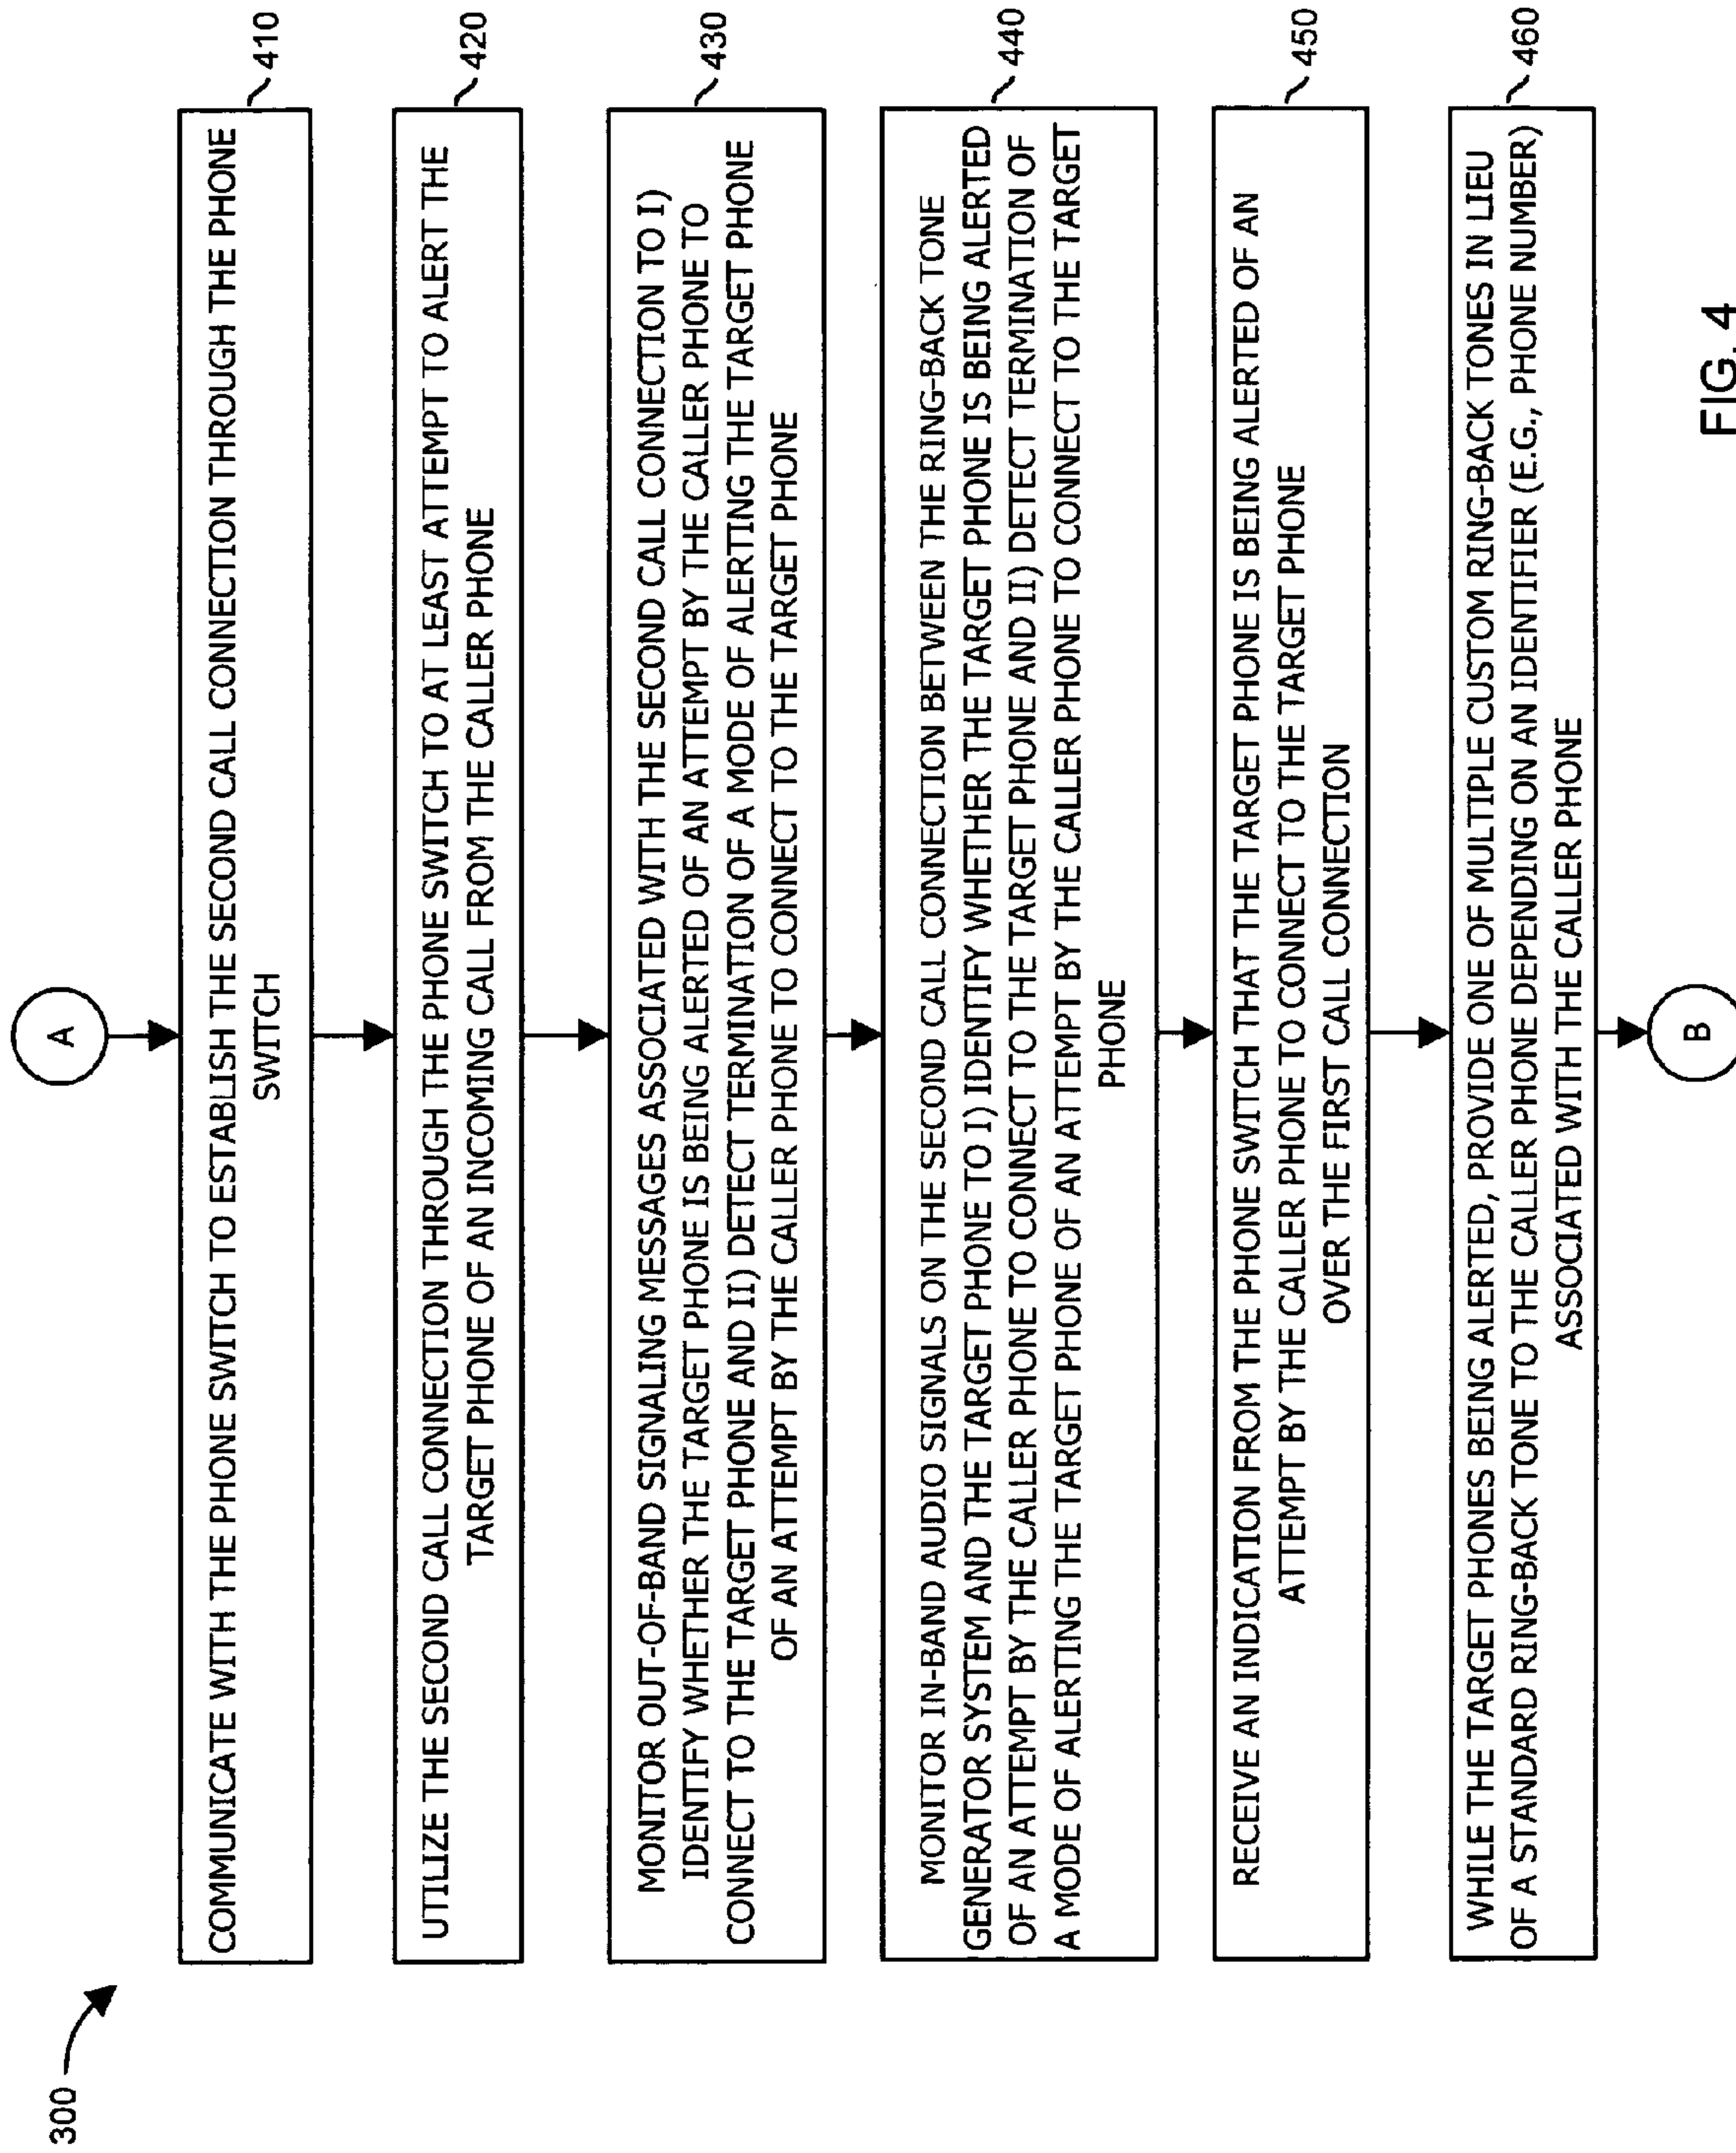 300
A
COMMUNICATE WITH THE PHONE SWITCH TO ESTABLISH THE SECOND CALL CONNECTION THROUGH THE PHONE
SWITCH
410
UTILIZE THE SECOND CALL CONNECTION THROUGH THE PHONE SWITCH TO AT LEAST ATTEMPT TO ALERT THE
TARGET PHONE OF AN INCOMING CALL FROM THE CALLER PHONE
420
MONITOR OUT-OF-BAND SIGNALING MESSAGES ASSOCIATED WITH THE SECOND CALL CONNECTION TO I)
IDENTIFY WHETHER THE TARGET PHONE IS BEING ALERTED OF AN ATTEMPT BY THE CALLER PHONE TO
CONNECT TO THE TARGET PHONE AND II) DETECT TERMINATION OF A MODE OF ALERTING THE TARGET PHONE
OF AN ATTEMPT BY THE CALLER PHONE TO CONNECT TO THE TARGET PHONE
430
MONITOR IN-BAND AUDIO SIGNALS ON THE SECOND CALL CONNECTION BETWEEN THE RING-BACK TONE
GENERATOR SYSTEM AND THE TARGET PHONE TO I) IDENTIFY WHETHER THE TARGET PHONE IS BEING ALERTED
OF AN ATTEMPT BY THE CALLER PHONE TO CONNECT TO THE TARGET PHONE AND II) DETECT TERMINATION OF
A MODE OF ALERTING THE TARGET PHONE OF AN ATTEMPT BY THE CALLER PHONE TO CONNECT TO THE TARGET
PHONE
440
RECEIVE AN INDICATION FROM THE PHONE SWITCH THAT THE TARGET PHONE IS BEING ALERTED OF AN
ATTEMPT BY THE CALLER PHONE TO CONNECT TO THE TARGET PHONE
OVER THE FIRST CALL CONNECTION
450
WHILE THE TARGET PHONES BEING ALERTED, PROVIDE ONE OF MULTIPLE CUSTOM RING-BACK TONES IN LIEU
OF A STANDARD RING-BACK TONE TO THE CALLER PHONE DEPENDING ON AN IDENTIFIER (E.G., PHONE NUMBER)
ASSOCIATED WITH THE CALLER PHONE
460
B
FIG. 4